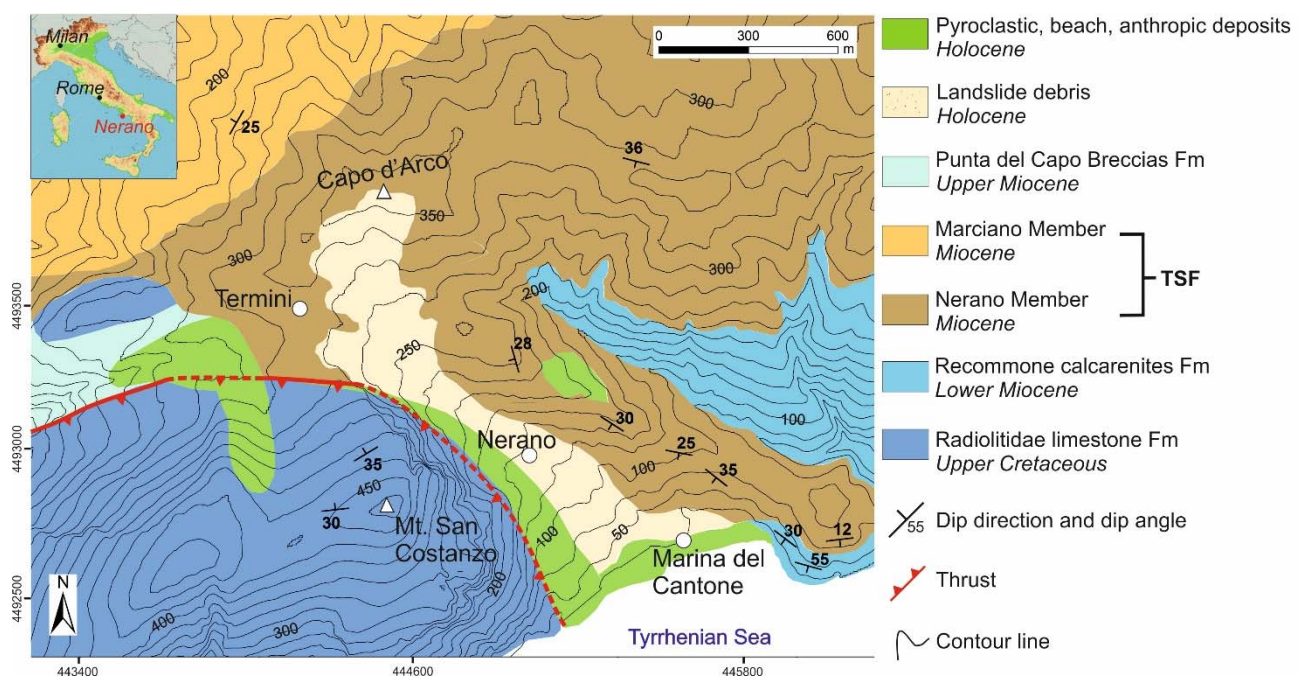 Milan
Rome
Nerano
0 300 600
m
200
25
36
300
Capo d'Arco
350
300
300
Termini
200
28
250
30
Nerano
25
100
35
100
35
450
30
Mt. San
Costanzo
100
50
30
12
55
Marina del
Cantone
200
400
300
N
Tyrrhenian Sea
4493500
4493000
4492500
443400 444600 445800
Pyroclastic, beach, anthropic deposits
Holocene
Landslide debris
Holocene
Punta del Capo Breccias Fm
Upper Miocene
Marciano Member
Miocene
TSF
Nerano Member
Miocene
Recommone calcarenites Fm
Lower Miocene
Radiolitidae limestone Fm
Upper Cretaceous
55
Dip direction and dip angle
Thrust
Contour line